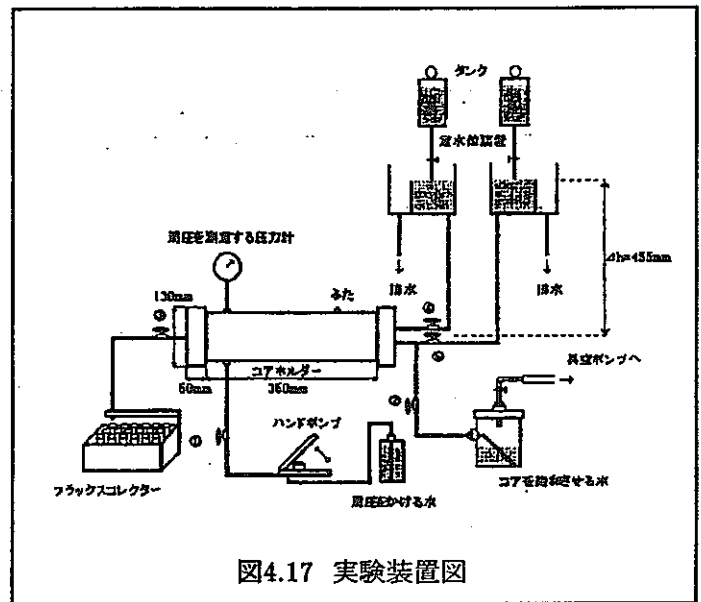 タンク
定水位装置
周圧を測定する圧力計
⊿h=455mm
130mm
ふた
排水
排水
真空ポンプへ
コアホルダー
60mm
360mm
ハンドポンプ
フラックスコレクター
周圧をかける水
コアを飽和させる水
図4.17 実験装置図